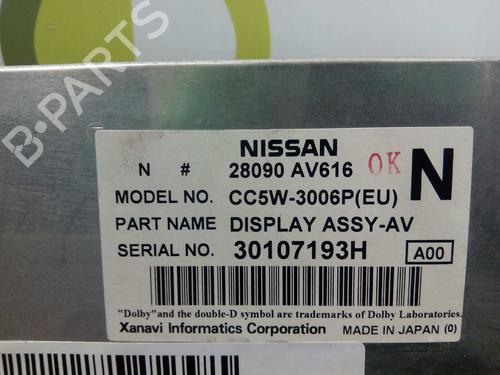 B-PARTS
NISSAN
N # 28090 AV616 OK N
MODEL NO. CC5W-3006P(EU)
PART NAME DISPLAY ASSY-AV
SERIAL NO. 30107193H A00
"Dolby"and the double-D symbol are trademarks of Dolby Laboratories.
Xanavi Informatics Corporation MADE IN JAPAN (0)